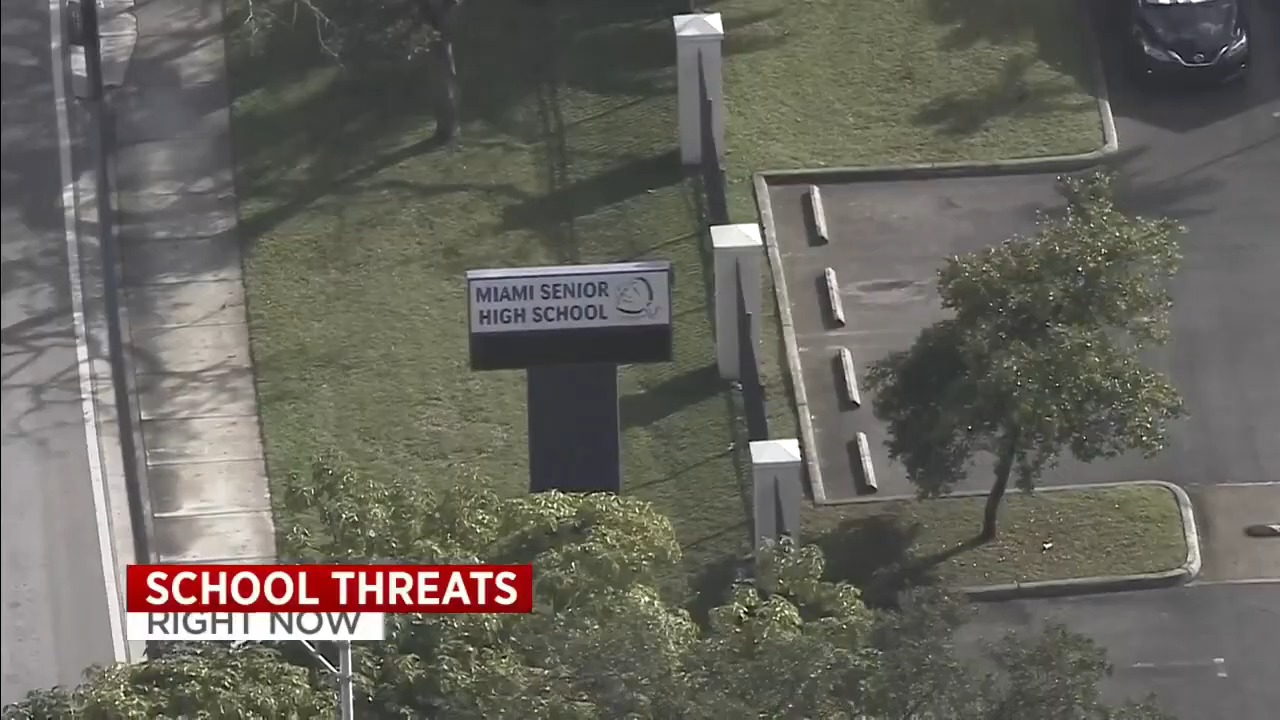 MIAMI SENIOR
HIGH SCHOOL
SCHOOL THREATS
RIGHT NOW